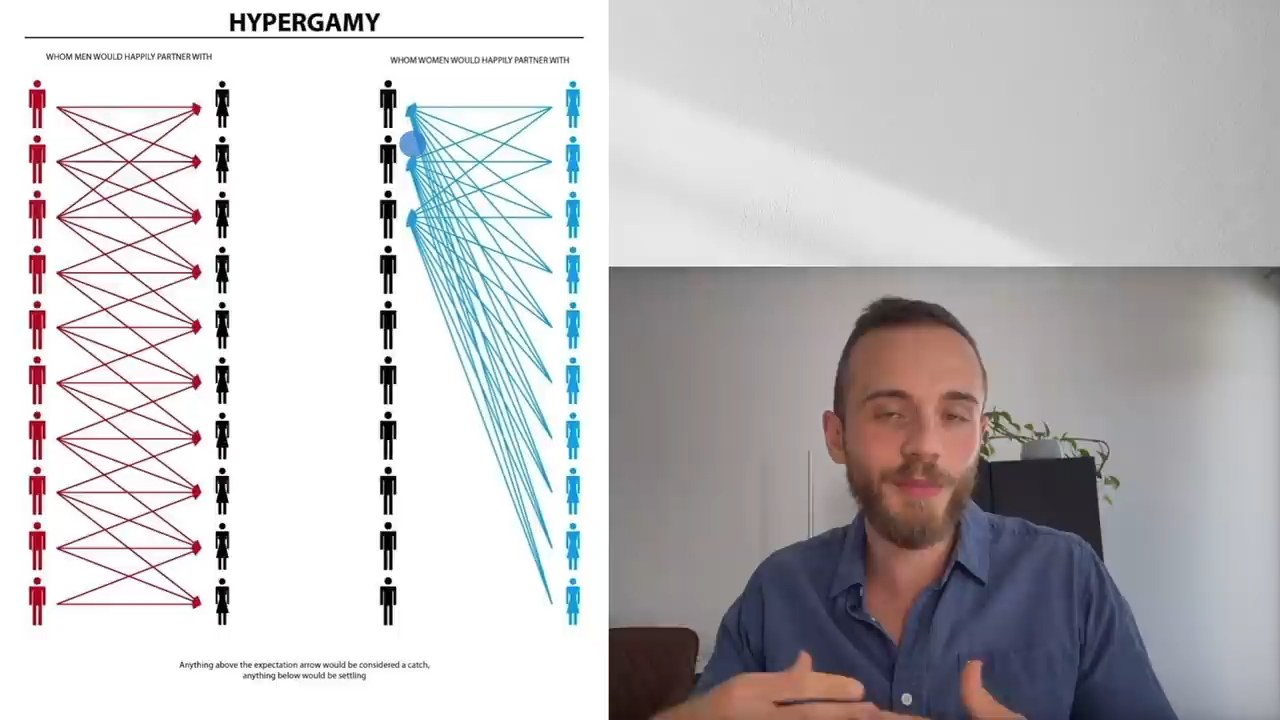 HYPERGAMY
WHOM MEN WOULD HAPPILY PARTNER WITH
WHOM WOMEN WOULD HAPPILY PARTNER WITH
Anything above the expectation arrow would be considered a catch,
anything below would be settling